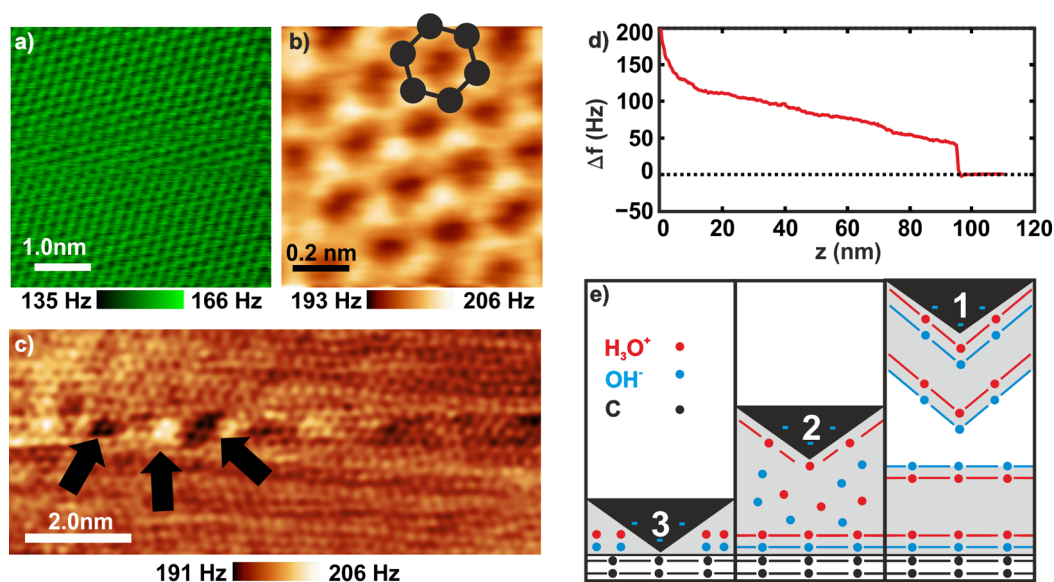 a)
1.0nm
135 Hz 166 Hz
b)
0.2 nm
193 Hz 206 Hz
c)
2.0nm
191 Hz 206 Hz
d)
200
150
100
50
0
−50
Δf (Hz)
0 20 40 60 80 100 120
z (nm)
e)
H₃O⁺
OH⁻
C
3
2
1